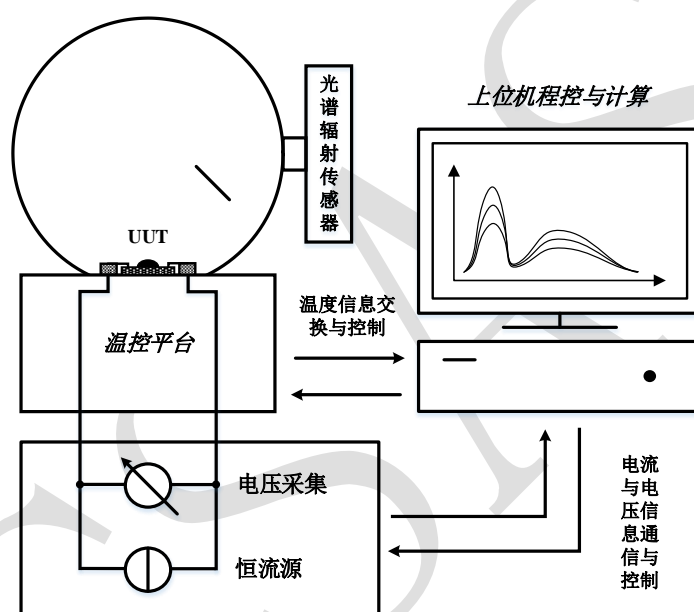 光谱辐射传感器
上位机程控与计算
UUT
温控平台
温度信息交
换与控制
电压采集
恒流源
电流
与电
压信
息通
信与
控制